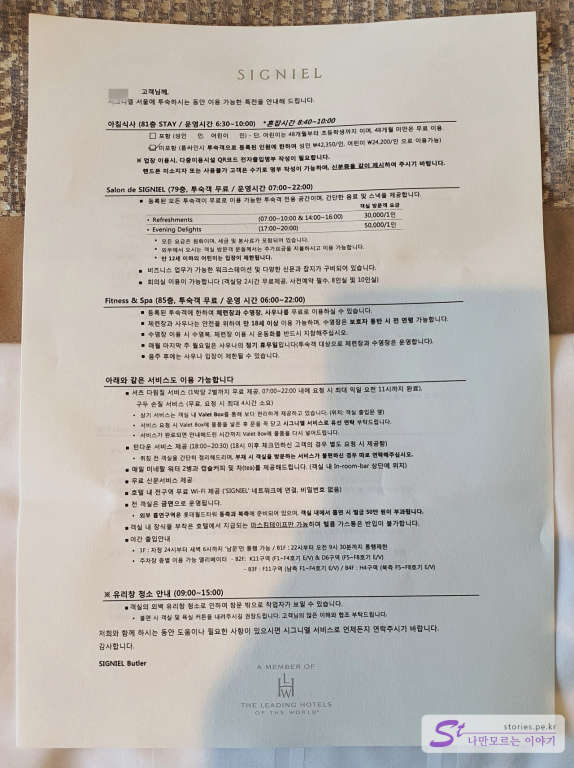 SIGNIEL
고객님께,
시그니엘 서울에 투숙하시는 동안 이용 가능한 특전을 안내해 드립니다.
아침식사 (81층 STAY / 운영시간 6:30~10:00) *혼잡시간 8:40~10:00
포함 (성인 인, 어린이 인) - 단, 어린이는 48개월부터 초등학생까지 이며, 48개월 미만은 무료 이용
미포함 (룸싸인시 투숙객으로 등록된 인원에 한하여 성인 ₩42,350/인, 어린이 ₩24,200/인 으로 이용가능)
※ 업장 이용시, 다중이용시설 QR코드 전자출입명부 작성이 필요합니다.
핸드폰 미소지자 또는 사용불가 고객은 수기로 명부 작성이 가능하며, 신분증을 같이 제시하여 주시기 바랍니다.
Salon de SIGNIEL (79층, 투숙객 무료 / 운영시간 07:00~22:00)
▪ 등록된 모든 투숙객이 무료로 이용 가능한 투숙객 전용 공간이며, 간단한 음료 및 스낵을 제공합니다.
객실 방문객 요금
• Refreshments (07:00~10:00 & 14:00~16:00) 30,000/1인
• Evening Delights (17:00~20:00) 50,000/1인
* 모든 요금은 원화이며, 세금 및 봉사료가 포함되어 있습니다.
* 외부에서 오시는 객실 방문객 분들께서는 추가요금을 지불하시고 이용 가능합니다.
* 만 12세 이하의 어린이는 입장이 제한됩니다.
▪ 비즈니스 업무가 가능한 워크스테이션 및 다양한 신문과 잡지가 구비되어 있습니다.
▪ 회의실 이용이 가능합니다 (객실당 2시간 무료, 사전예약 필수, 8인실 및 10인실)
Fitness & Spa (85층, 투숙객 무료 / 운영 시간 06:00~22:00)
▪ 등록된 투숙객에 한하여 체련장과 수영장, 사우나를 무료로 이용하실 수 있습니다.
▪ 체련장과 사우나는 안전을 위하여 만 18세 이상 이용 가능하며, 수영장은 보호자 동반 시 전 연령 가능합니다.
▪ 수영장 이용 시 수영복, 체련장 이용 시 운동화를 반드시 지참해주십시오.
▪ 매월 마지막 주 월요일은 사우나의 정기 휴무일입니다(투숙객 대상으로 체련장과 수영장은 운영합니다).
▪ 음주 후에는 사우나 입장이 제한될 수 있습니다.
아래와 같은 서비스도 이용 가능합니다
▪ 셔츠 다림질 서비스 (1박당 2벌까지 무료 제공, 07:00~22:00 내에 요청 시 최대 익일 오전 11시까지 완료),
구두 손질 서비스 (무료, 요청 시 최대 4시간 소요)
• 상기 서비스는 객실 내 Valet Box를 통해 보다 편리하게 제공하고 있습니다. (위치: 객실 출입문 옆)
• 서비스 요청 시 Valet Box에 물품을 넣은 후 문을 꼭 닫고 시그니엘 서비스로 유선 연락 부탁드립니다.
• 서비스가 완료되면 안내해드린 시간까지 Valet Box에 물품을 다시 넣어드립니다.
▪ 턴다운 서비스 제공 (18:00~20:30) (18시 이후 체크인하신 고객의 경우 별도 요청 시 제공함)
• 취침 전 객실을 간단히 정리해드리며, 부재 시 객실을 방문하는 서비스가 불편하신 경우 따로 연락해주십시오.
▪ 매일 미네랄 워터 2병과 캡슐커피 및 차(tea)를 제공해드립니다. (객실 내 In-room-bar 상단에 위치)
▪ 무료 신문서비스 제공
▪ 호텔 내 전구역 무료 Wi-Fi 제공 ('SIGNIEL' 네트워크에 연결, 비밀번호 없음)
▪ 전 객실은 금연으로 운영됩니다.
• 외부 흡연구역은 롯데월드타워 동측과 북측에 준비되어 있으며, 객실 내에서 흡연 시 벌금 50만 원이 부과됩니다.
▪ 객실 내 장식물 부착은 호텔에서 지급되는 마스킹테이프만 가능하며 헬륨 가스통은 반입이 불가합니다.
▪ 야간 출입안내
• 1F : 자정 24시부터 새벽 6시까지 '남문'만 통행 가능 / B1F : 22시부터 오전 9시 30분까지 통행제한
• 주차장 층별 이용 가능 엘리베이터 - B2F: K11구역 (F1~F4호기 E/V) & D6구역 (F5~F8호기 E/V)
- B3F : F11구역 (남측 F1~F4호기 E/V) / B4F : H4구역 (북측 F5~F8호기 E/V)
※ 유리창 청소 안내 (09:00~15:00)
▪ 객실의 외벽 유리창 청소로 인하여 창문 밖으로 작업자가 보일 수 있습니다.
• 불편 시 객실 및 욕실 커튼을 내려주시길 권장드립니다. 고객님의 많은 이해와 협조 부탁드립니다.
저희와 함께 하시는 동안 도움이나 필요한 사항이 있으시면 시그니엘 서비스로 언제든지 연락주시기 바랍니다.
감사합니다.
SIGNIEL Butler
A MEMBER OF
LHW
THE LEADING HOTELS
OF THE WORLD®
St stories.pe.kr
나만모르는 이야기